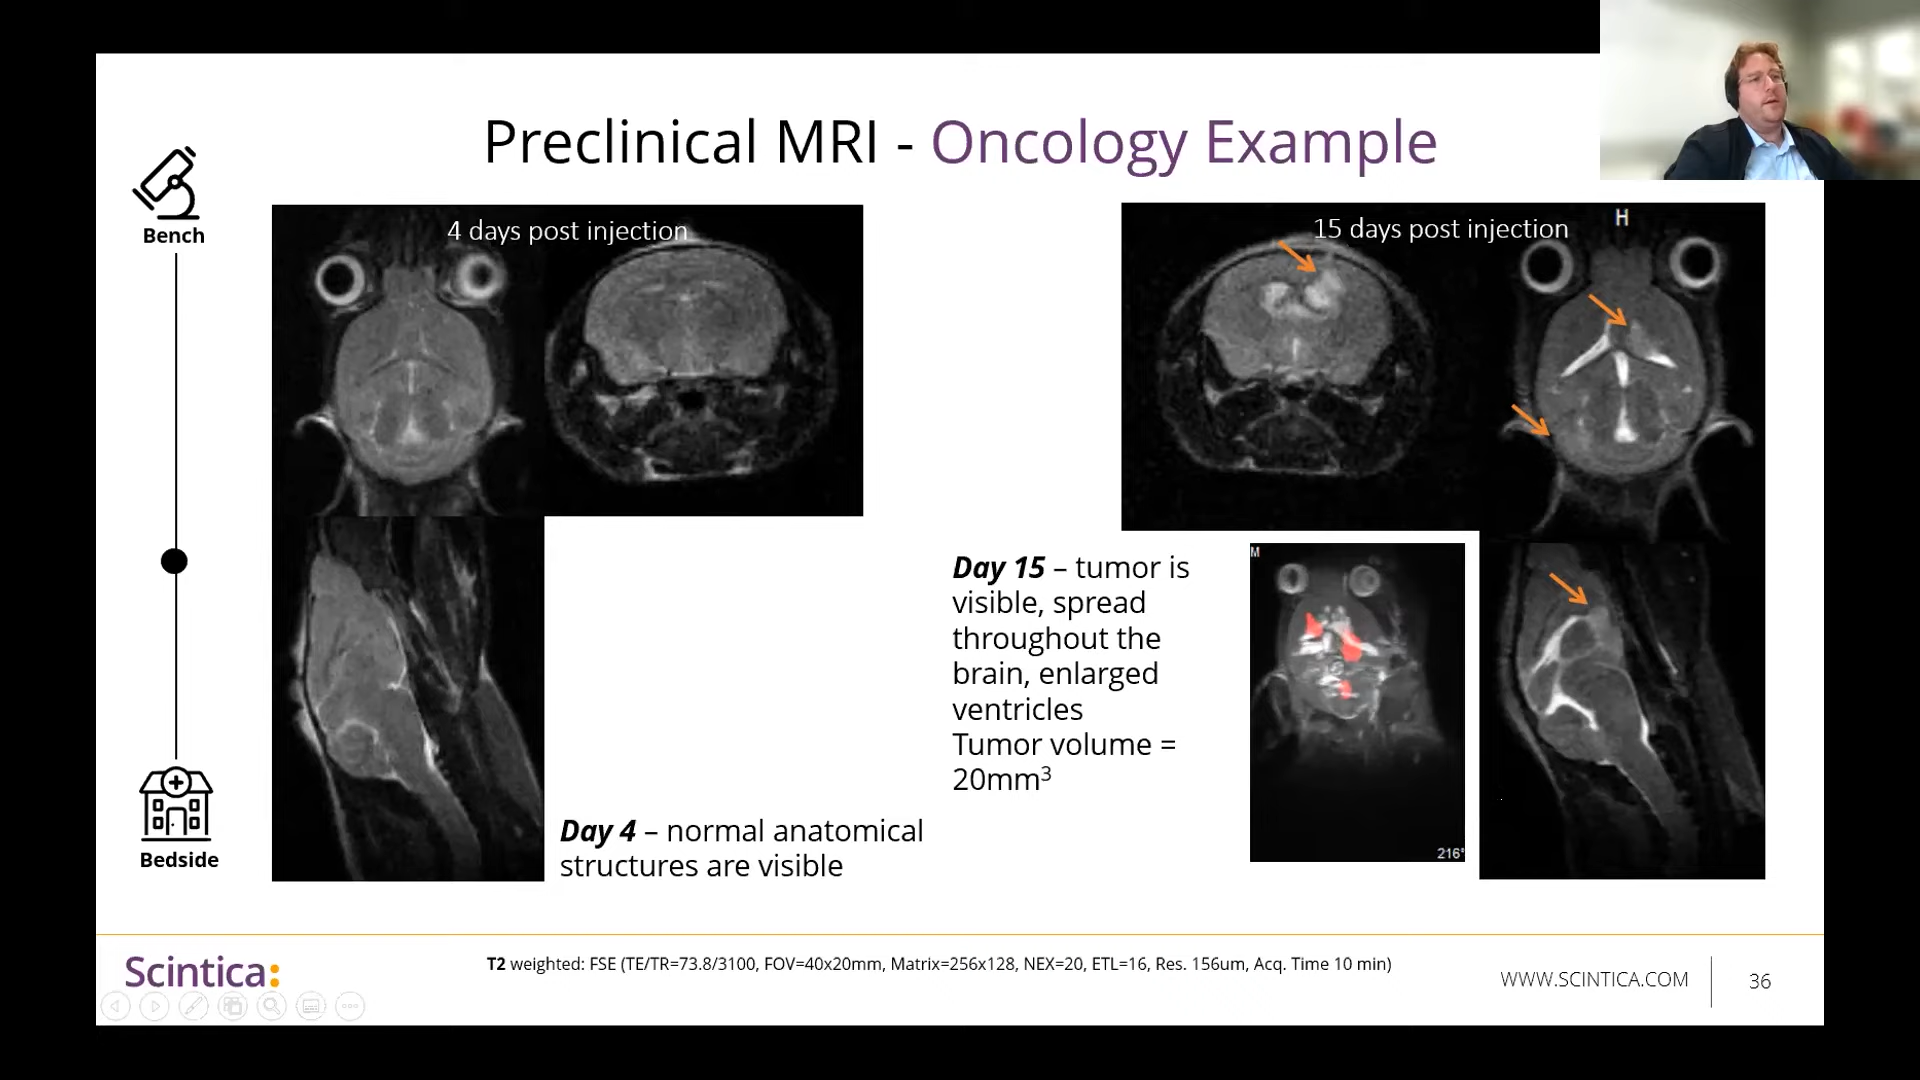 Preclinical MRI - Oncology Example
Bench
4 days post injection
15 days post injection
H
Day 15 – tumor is
visible, spread
throughout the
brain, enlarged
ventricles
Tumor volume =
20mm³
M
216°
Day 4 – normal anatomical
structures are visible
Bedside
Scintica:
T2 weighted: FSE (TE/TR=73.8/3100, FOV=40x20mm, Matrix=256x128, NEX=20, ETL=16, Res. 156um, Acq. Time 10 min)
WWW.SCINTICA.COM
36